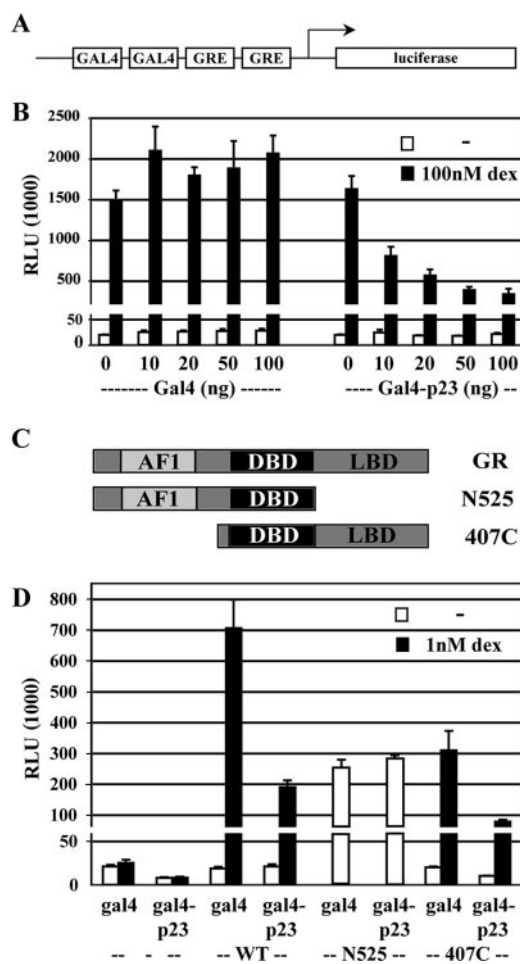 A
GAL4 GAL4 GRE GRE luciferase
B
2500
2000
1500
1000
500
50
0
RLU (1000)
-
100nM dex
0 10 20 50 100 0 10 20 50 100
------- Gal4 (ng) ------ ---- Gal4-p23 (ng) --
C
AF1 DBD LBD GR
AF1 DBD N525
DBD LBD 407C
D
800
700
600
500
400
300
200
100
50
0
RLU (1000)
-
1nM dex
gal4 gal4-p23 gal4 gal4-p23 gal4 gal4-p23 gal4 gal4-p23
-- - -- -- WT -- -- N525 -- -- 407C --